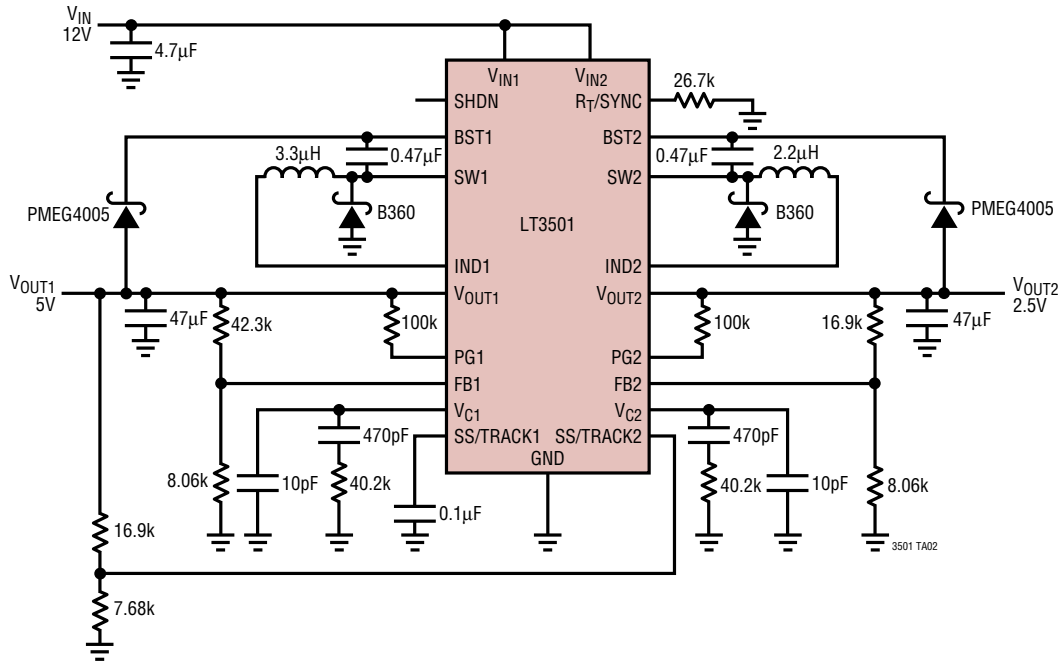 VIN
12V
4.7µF
VIN1
VIN2
SHDN
RT/SYNC
26.7k
BST1
BST2
3.3µH
0.47µF
0.47µF
2.2µH
SW1
SW2
PMEG4005
B360
LT3501
B360
PMEG4005
IND1
IND2
VOUT1
5V
VOUT1
VOUT2
VOUT2
2.5V
47µF
42.3k
100k
100k
16.9k
47µF
PG1
PG2
FB1
FB2
VC1
VC2
470pF
SS/TRACK1
SS/TRACK2
470pF
GND
8.06k
10pF
40.2k
40.2k
10pF
8.06k
0.1µF
16.9k
3501 TA02
7.68k